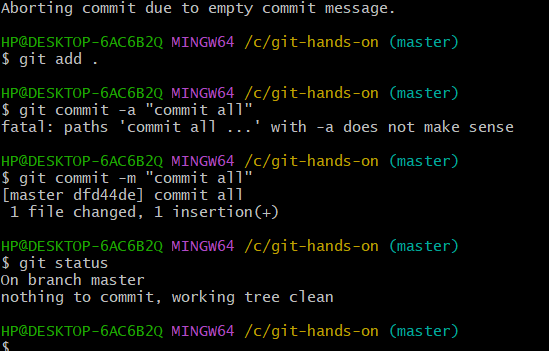 Aborting commit due to empty commit message.
HP@DESKTOP-6AC6B2Q MINGW64 /c/git-hands-on (master)
$ git add .
HP@DESKTOP-6AC6B2Q MINGW64 /c/git-hands-on (master)
$ git commit -a "commit all"
fatal: paths 'commit all ...' with -a does not make sense
HP@DESKTOP-6AC6B2Q MINGW64 /c/git-hands-on (master)
$ git commit -m "commit all"
[master dfd44de] commit all
 1 file changed, 1 insertion(+)
HP@DESKTOP-6AC6B2Q MINGW64 /c/git-hands-on (master)
$ git status
On branch master
nothing to commit, working tree clean
HP@DESKTOP-6AC6B2Q MINGW64 /c/git-hands-on (master)
$